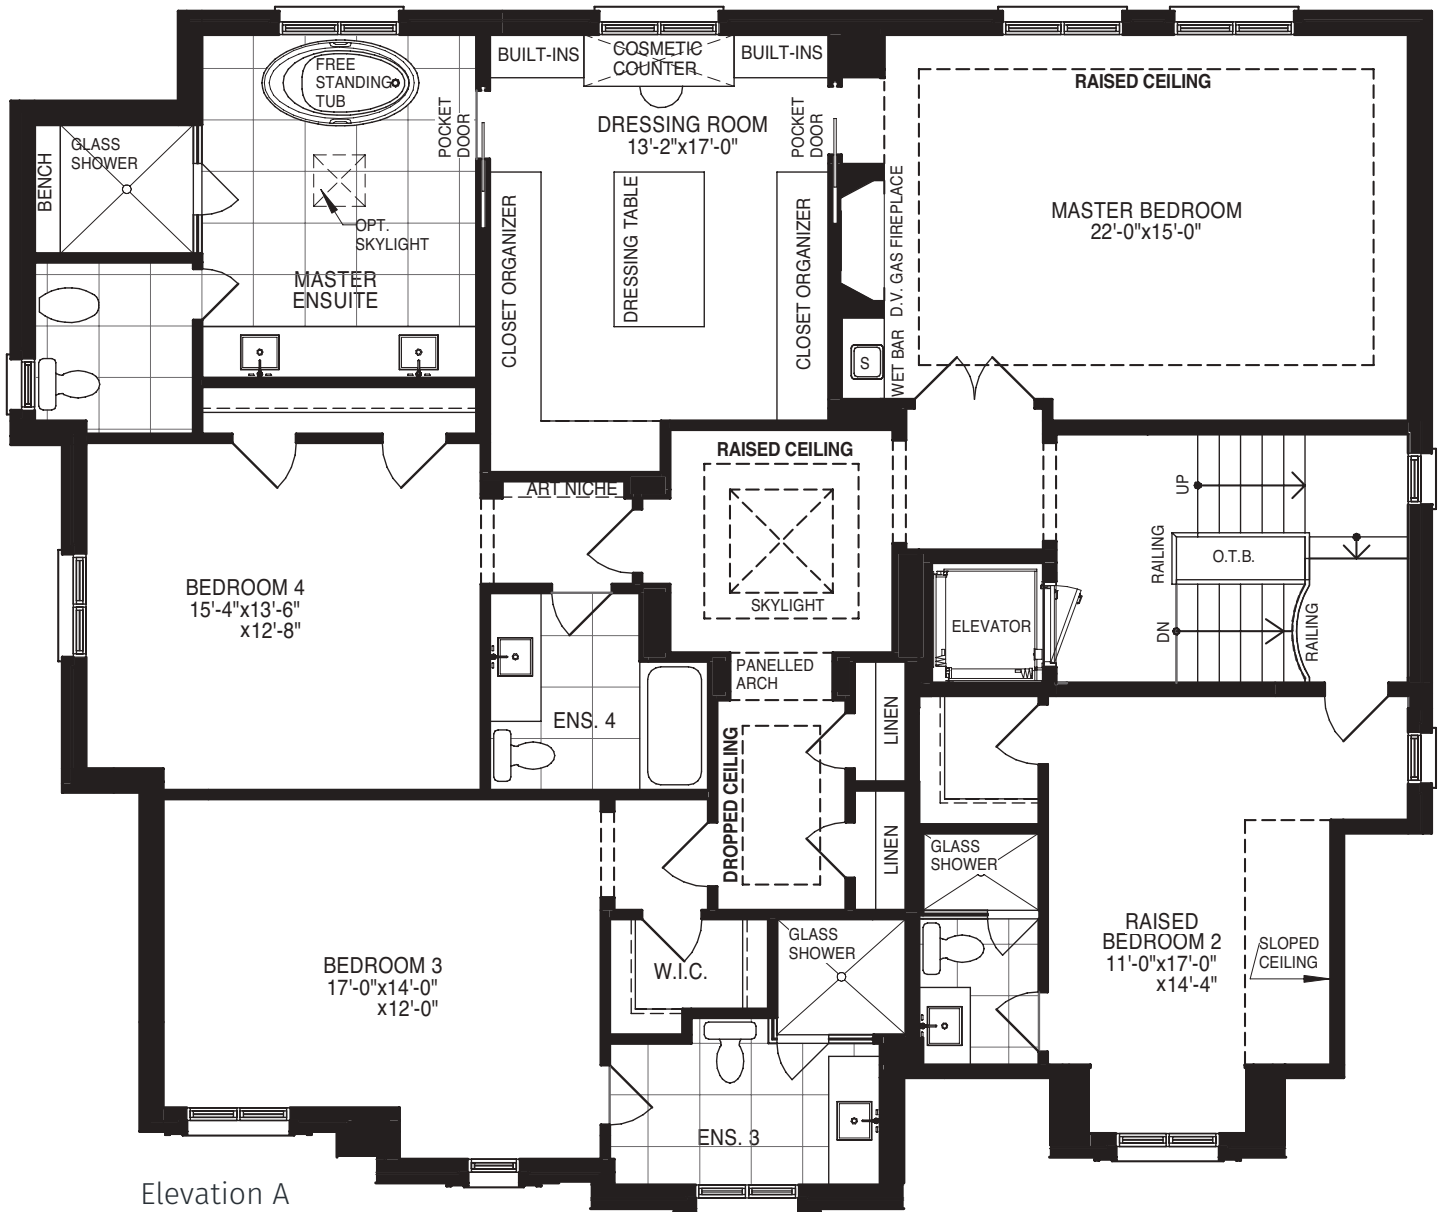 FREE
STANDING
TUB
BUILT-INS
COSMETIC
COUNTER
BUILT-INS
RAISED CEILING
POCKET
DOOR
DRESSING ROOM
13'-2"x17'-0"
POCKET
DOOR
GLASS
SHOWER
BENCH
OPT.
SKYLIGHT
MASTER
ENSUITE
CLOSET ORGANIZER
DRESSING TABLE
CLOSET ORGANIZER
D.V. GAS FIREPLACE
WET BAR
S
MASTER BEDROOM
22'-0"x15'-0"
ART NICHE
RAISED CEILING
SKYLIGHT
UP
RAILING
O.T.B.
DN
RAILING
BEDROOM 4
15'-4"x13'-6"
x12'-8"
ELEVATOR
PANELLED
ARCH
ENS. 4
DROPPED CEILING
LINEN
LINEN
GLASS
SHOWER
RAISED
BEDROOM 2
11'-0"x17'-0"
x14'-4"
SLOPED
CEILING
BEDROOM 3
17'-0"x14'-0"
x12'-0"
W.I.C.
GLASS
SHOWER
ENS. 3
Elevation A